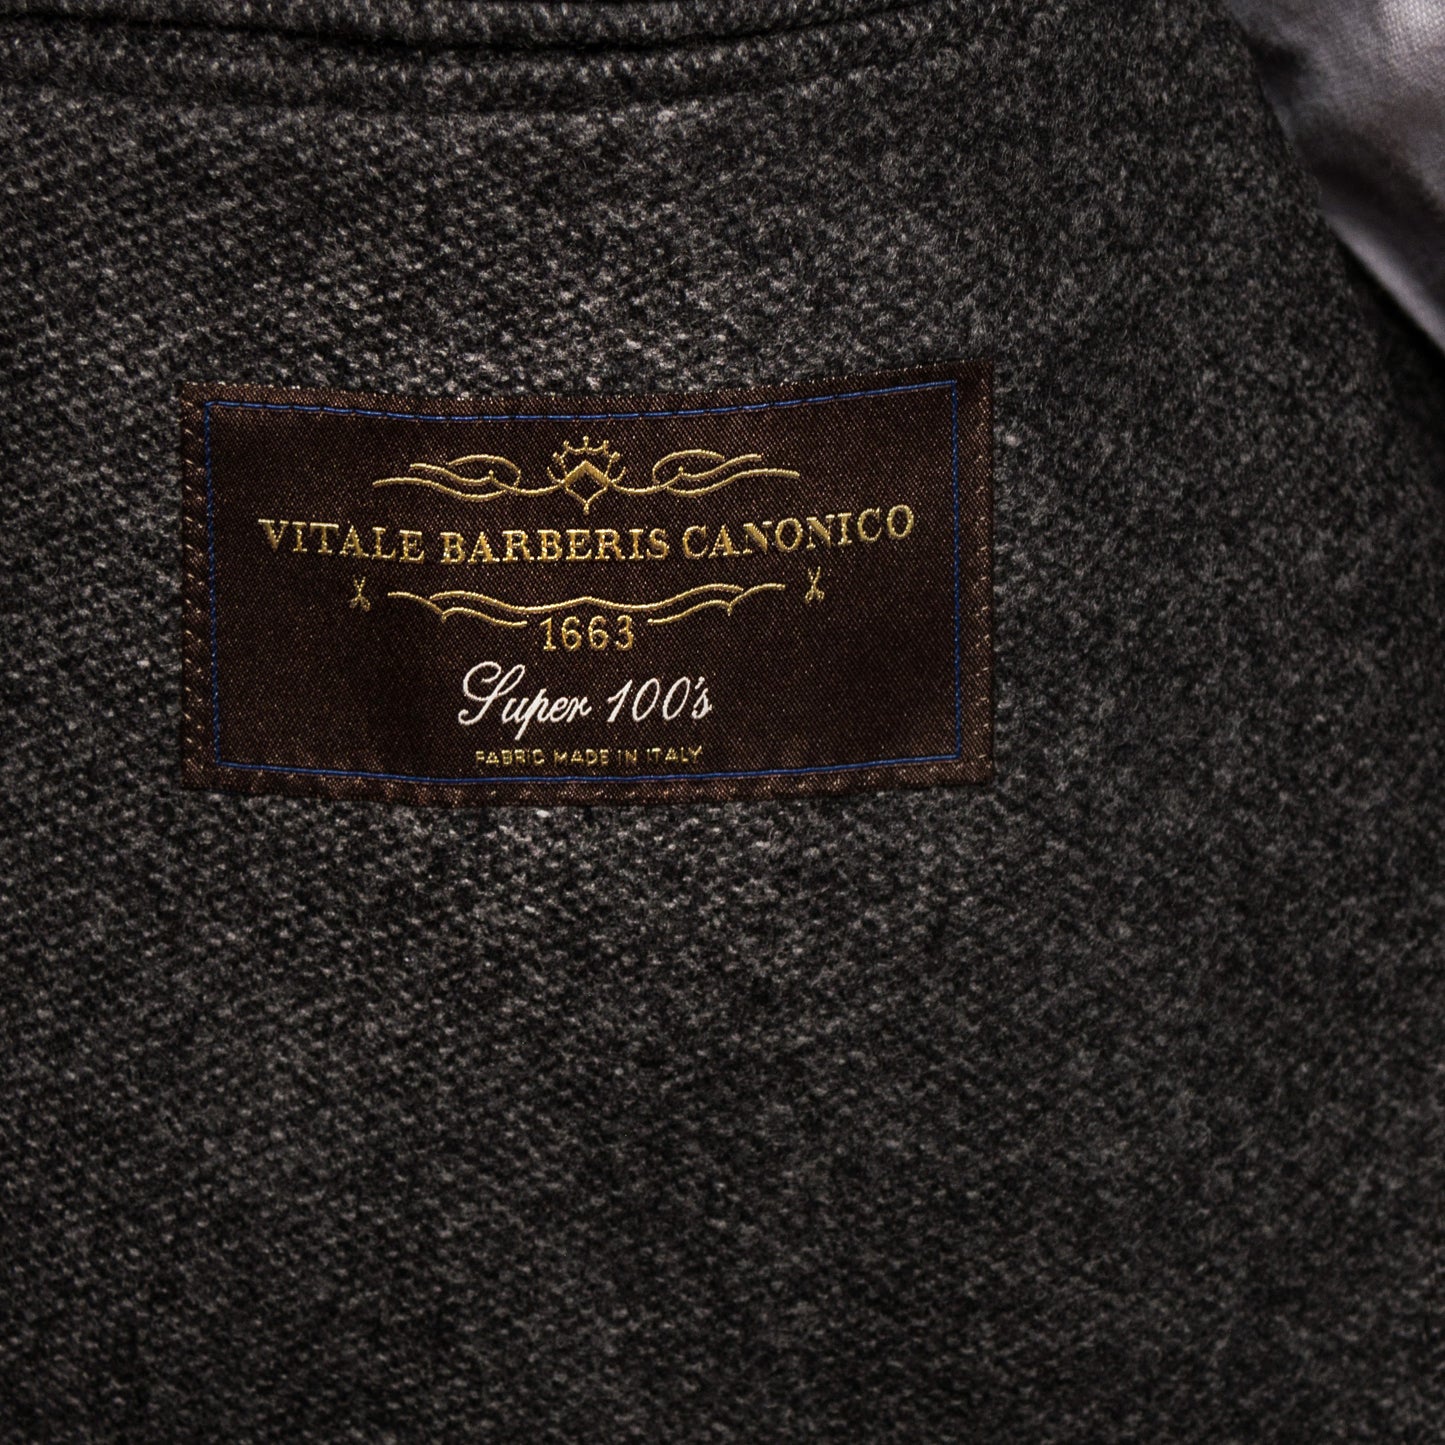 VITALE BARBERIS CANONICO
1663
Super 100's
FABRIC MADE IN ITALY